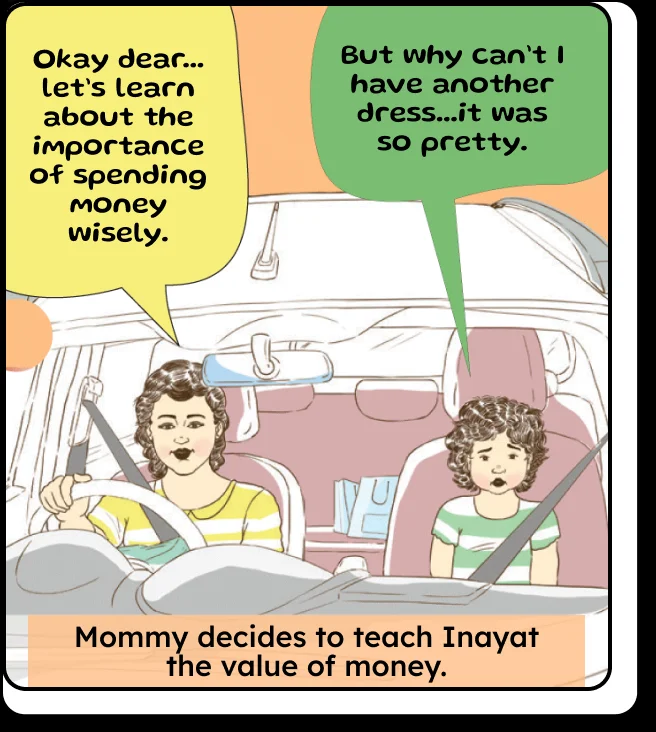 Okay dear...
let's learn
about the
importance
of spending
money
wisely.
But why can't I
have another
dress...it was
so pretty.
Mommy decides to teach Inayat
the value of money.